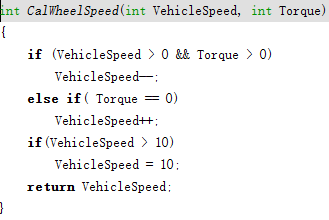 int CalWheelSpeed(int VehicleSpeed, int Torque)
{
if (VehicleSpeed > 0 && Torque > 0)
VehicleSpeed--;
else if( Torque == 0)
VehicleSpeed++;
if(VehicleSpeed > 10)
VehicleSpeed = 10;
return VehicleSpeed;
}